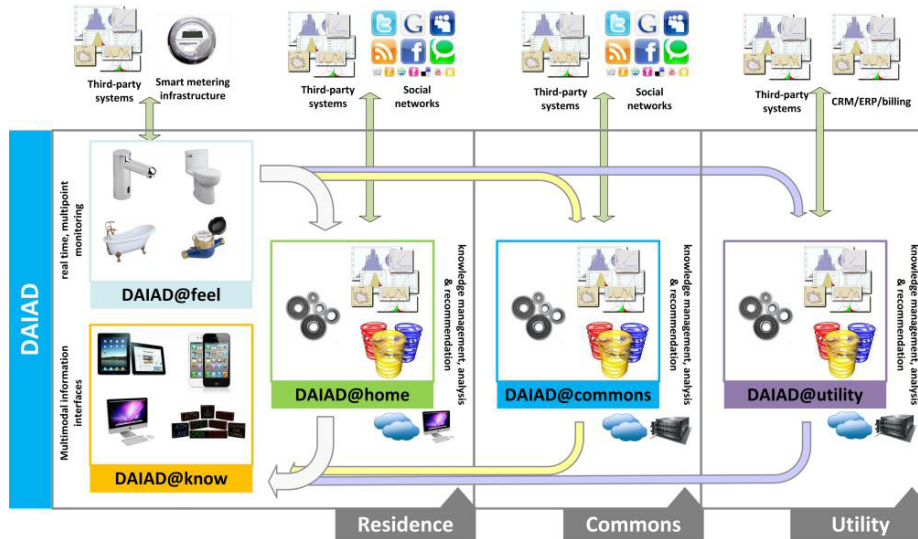 Third-party
systems
Smart metering
infrastructure
Third-party
systems
Social
networks
Third-party
systems
Social
networks
Third-party
systems
CRM/ERP/billing
DAIAD
real time, multipoint
monitoring
DAIAD@feel
Multimodal information
interfaces
DAIAD@know
DAIAD@home
knowledge management, analysis
& recommendation
DAIAD@commons
knowledge management, analysis
& recommendation
DAIAD@utility
knowledge management, analysis
& recommendation
Residence
Commons
Utility